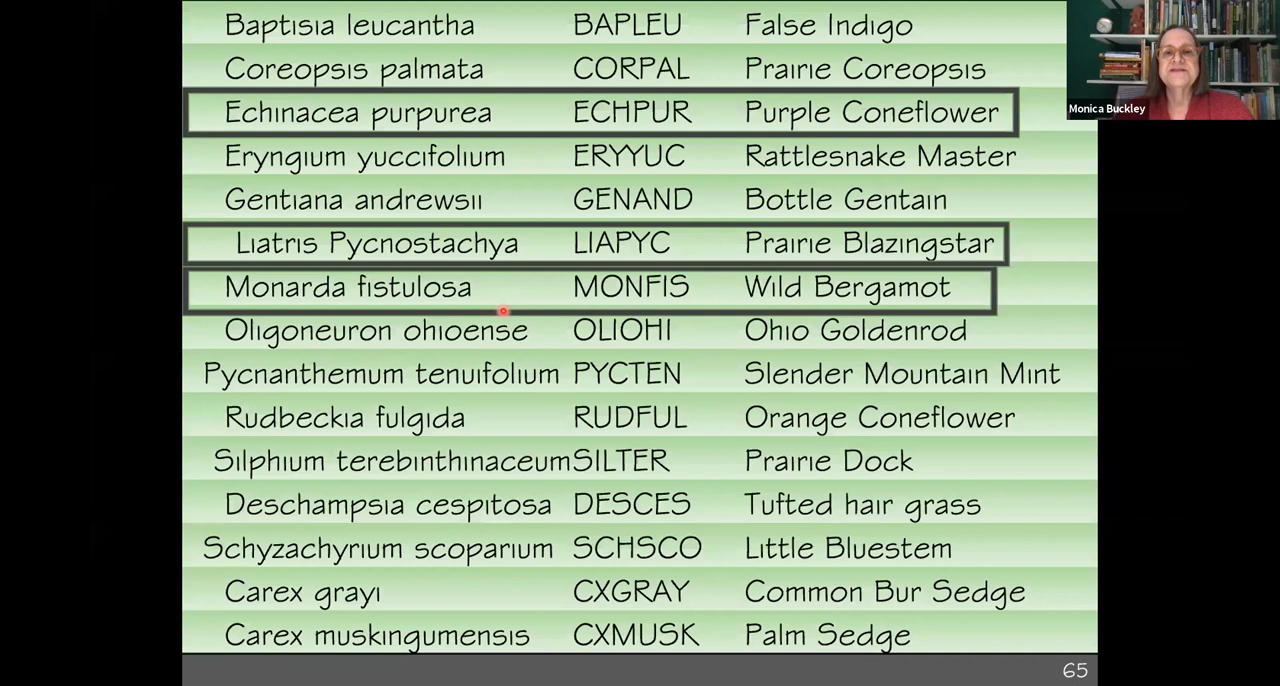 Baptisia leucantha BAPLEU False Indigo
Coreopsis palmata CORPAL Prairie Coreopsis
Echinacea purpurea ECHPUR Purple Coneflower
Eryngium yuccifolium ERYYUC Rattlesnake Master
Gentiana andrewsii GENAND Bottle Gentain
Liatris Pycnostachya LIAPYC Prairie Blazingstar
Monarda fistulosa MONFIS Wild Bergamot
Oligoneuron ohioense OLIOHI Ohio Goldenrod
Pycnanthemum tenuifolium PYCTEN Slender Mountain Mint
Rudbeckia fulgida RUDFUL Orange Coneflower
Silphium terebinthinaceum SILTER Prairie Dock
Deschampsia cespitosa DESCES Tufted hair grass
Schyzachyrium scoparium SCHSCO Little Bluestem
Carex grayi CXGRAY Common Bur Sedge
Carex muskingumensis CXMUSK Palm Sedge
65
Monica Buckley